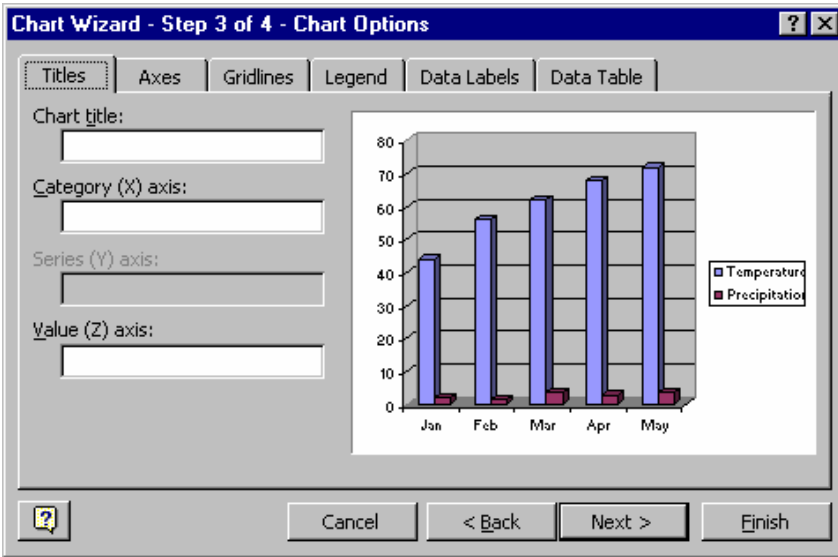 Chart Wizard - Step 3 of 4 - Chart Options
Titles Axes Gridlines Legend Data Labels Data Table
Chart title:
Category (X) axis:
Series (Y) axis:
Value (Z) axis:
80
70
60
50
40
30
20
10
0
Jan Feb Mar Apr May
Temperature
Precipitation
Cancel < Back Next > Finish